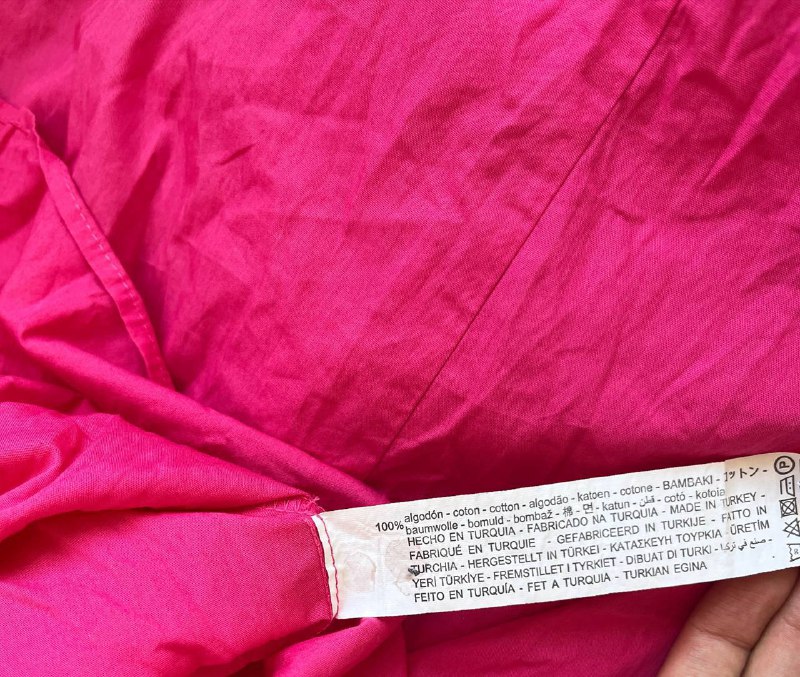 100% algodón - coton - cotton - algodão - katoen - cotone - BAMBAKI - コットン -
baumwolle - bomuld - bombaž - 棉 - 면 - katun - قطن - cotó - kotoia
HECHO EN TURQUIA - FABRICADO NA TURQUIA - MADE IN TURKEY -
FABRIQUÉ EN TURQUIE - GEFABRICEERD IN TURKIJE - FATTO IN
TURCHIA - HERGESTELLT IN TÜRKEI - ΚΑΤΑΣΚΕΥΗ ΤΟΥΡΚΙΑ - ÜRETİM
YERİ TÜRKİYE - FREMSTILLET I TYRKIET - DIBUAT DI TURKI - صنع في تركيا -
FEITO EN TURQUÍA - FET A TURQUIA - TURKIAN EGINA
P